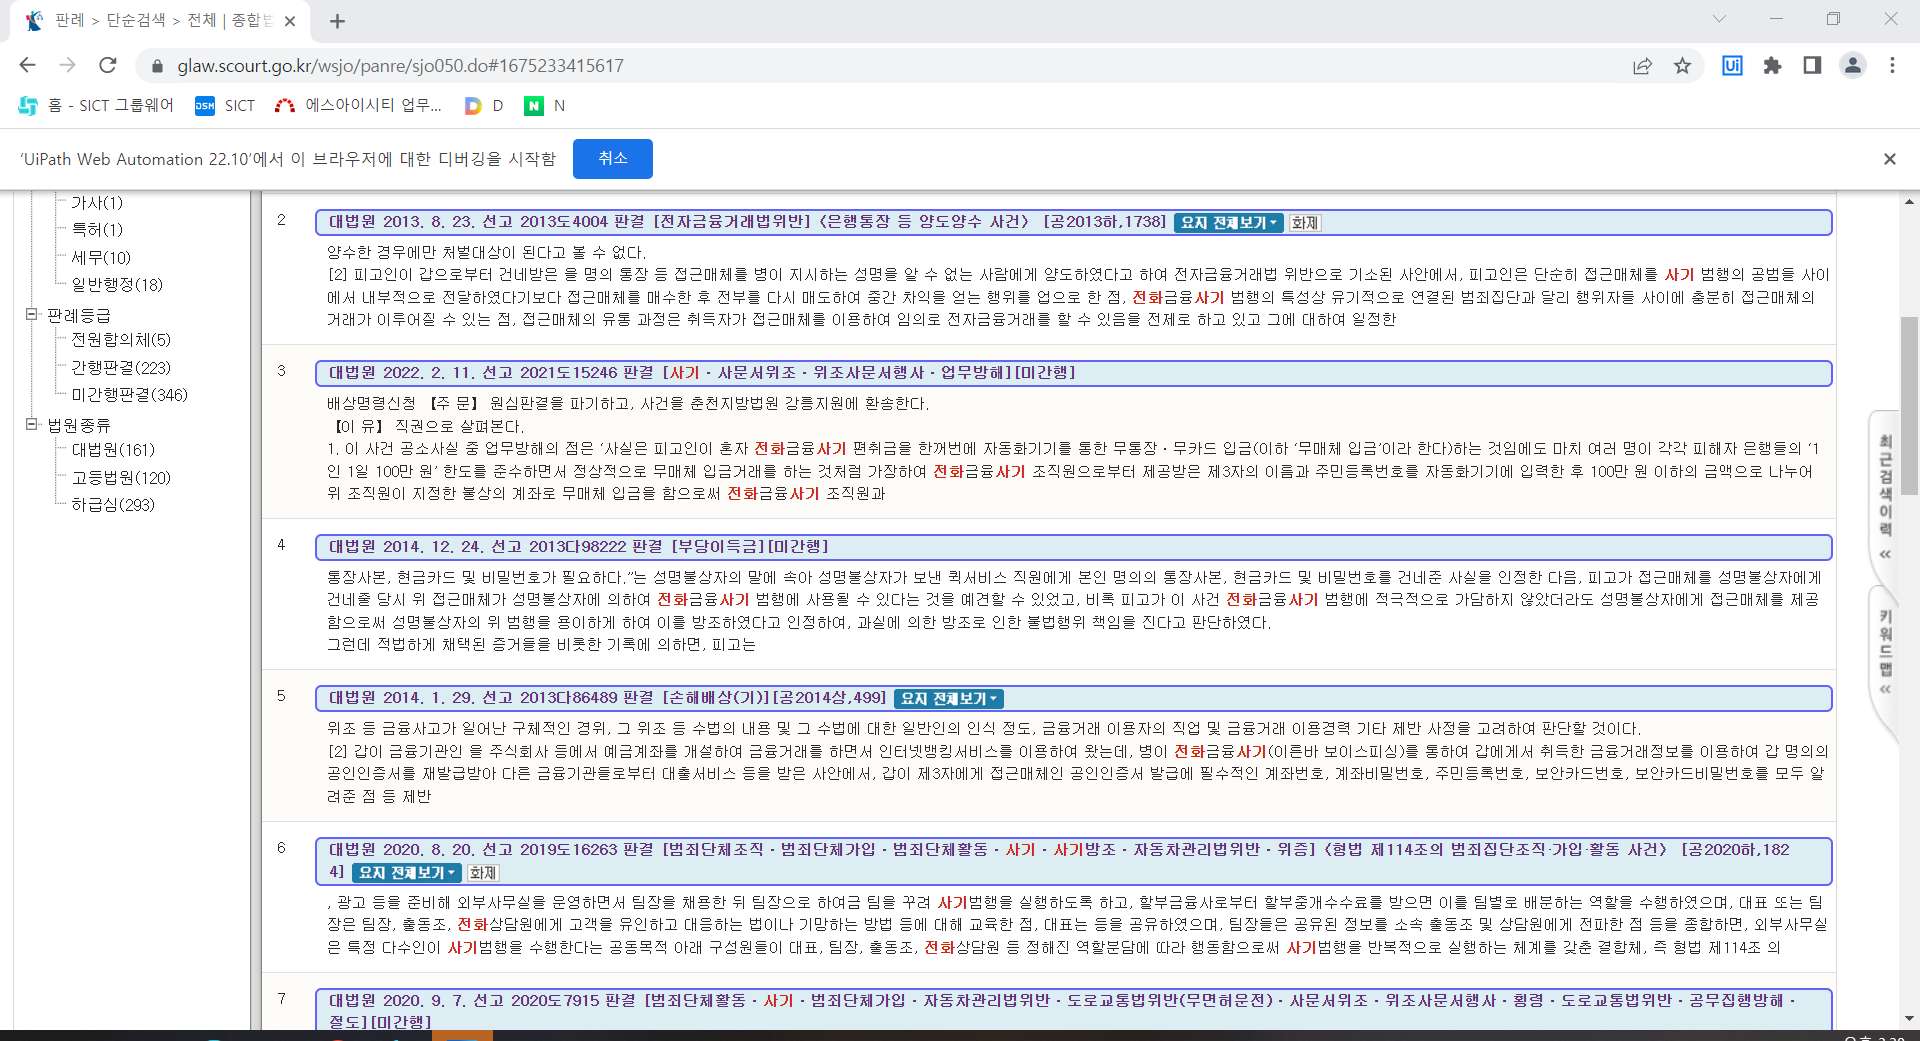 판례 > 단순검색 > 전체 | 종합법
glaw.scourt.go.kr/wsjo/panre/sjo050.do#1675233415617
홈 - SICT 그룹웨어 DSM SICT 에스아이시티 업무... D N N
'UiPath Web Automation 22.10'에서 이 브라우저에 대한 디버깅을 시작함 취소
가사(1)
특허(1)
세무(10)
일반행정(18)
판례등급
전원합의체(5)
간행판결(223)
미간행판결(346)
법원종류
대법원(161)
고등법원(120)
하급심(293)
2 대법원 2013. 8. 23. 선고 2013도4004 판결 [전자금융거래법위반] 〈은행통장 등 양도양수 사건〉 [공2013하,1738] 요지 전체보기 화제
양수한 경우에만 처벌대상이 된다고 볼 수 없다.
[2] 피고인이 갑으로부터 건네받은 을 명의 통장 등 접근매체를 병이 지시하는 성명을 알 수 없는 사람에게 양도하였다고 하여 전자금융거래법 위반으로 기소된 사안에서, 피고인은 단순히 접근매체를 사기 범행의 공범들 사이
에서 내부적으로 전달하였다기보다 접근매체를 매수한 후 전부를 다시 매도하여 중간 차익을 얻는 행위를 업으로 한 점, 전화금융사기 범행의 특성상 유기적으로 연결된 범죄집단과 달리 행위자들 사이에 충분히 접근매체의
거래가 이루어질 수 있는 점, 접근매체의 유통 과정은 취득자가 접근매체를 이용하여 임의로 전자금융거래를 할 수 있음을 전제로 하고 있고 그에 대하여 일정한
3 대법원 2022. 2. 11. 선고 2021도15246 판결 [사기·사문서위조·위조사문서행사·업무방해][미간행]
배상명령신청 【주 문】 원심판결을 파기하고, 사건을 춘천지방법원 강릉지원에 환송한다.
【이 유】 직권으로 살펴본다.
1. 이 사건 공소사실 중 업무방해의 점은 '사실은 피고인이 혼자 전화금융사기 편취금을 한꺼번에 자동화기기를 통한 무통장·무카드 입금(이하 '무매체 입금'이라 한다)하는 것임에도 마치 여러 명이 각각 피해자 은행들의 '1
인 1일 100만 원' 한도를 준수하면서 정상적으로 무매체 입금거래를 하는 것처럼 가장하여 전화금융사기 조직원으로부터 제공받은 제3자의 이름과 주민등록번호를 자동화기기에 입력한 후 100만 원 이하의 금액으로 나누어
위 조직원이 지정한 불상의 계좌로 무매체 입금을 함으로써 전화금융사기 조직원과
4 대법원 2014. 12. 24. 선고 2013다98222 판결 [부당이득금][미간행]
통장사본, 현금카드 및 비밀번호가 필요하다."는 성명불상자의 말에 속아 성명불상자가 보낸 퀵서비스 직원에게 본인 명의의 통장사본, 현금카드 및 비밀번호를 건네준 사실을 인정한 다음, 피고가 접근매체를 성명불상자에게
건네줄 당시 위 접근매체가 성명불상자에 의하여 전화금융사기 범행에 사용될 수 있다는 것을 예견할 수 있었고, 비록 피고가 이 사건 전화금융사기 범행에 적극적으로 가담하지 않았더라도 성명불상자에게 접근매체를 제공
함으로써 성명불상자의 위 범행을 용이하게 하여 이를 방조하였다고 인정하여, 과실에 의한 방조로 인한 불법행위 책임을 진다고 판단하였다.
그런데 적법하게 채택된 증거들을 비롯한 기록에 의하면, 피고는
5 대법원 2014. 1. 29. 선고 2013다86489 판결 [손해배상(기)][공2014상,499] 요지 전체보기
위조 등 금융사고가 일어난 구체적인 경위, 그 위조 등 수법의 내용 및 그 수법에 대한 일반인의 인식 정도, 금융거래 이용자의 직업 및 금융거래 이용경력 기타 제반 사정을 고려하여 판단할 것이다.
[2] 갑이 금융기관인 을 주식회사 등에서 예금계좌를 개설하여 금융거래를 하면서 인터넷뱅킹서비스를 이용하여 왔는데, 병이 전화금융사기(이른바 보이스피싱)를 통하여 갑에게서 취득한 금융거래정보를 이용하여 갑 명의의
공인인증서를 재발급받아 다른 금융기관들로부터 대출서비스 등을 받은 사안에서, 갑이 제3자에게 접근매체인 공인인증서 발급에 필수적인 계좌번호, 계좌비밀번호, 주민등록번호, 보안카드번호, 보안카드비밀번호를 모두 알
려준 점 등 제반
6 대법원 2020. 8. 20. 선고 2019도16263 판결 [범죄단체조직·범죄단체가입·범죄단체활동·사기·사기방조·자동차관리법위반·위증] 〈형법 제114조의 범죄집단조직·가입·활동 사건〉 [공2020하,182
4] 요지 전체보기 화제
, 광고 등을 준비해 외부사무실을 운영하면서 팀장을 채용한 뒤 팀장으로 하여금 팀을 꾸려 사기범행을 실행하도록 하고, 할부금융사로부터 할부중개수수료를 받으면 이를 팀별로 배분하는 역할을 수행하였으며, 대표 또는 팀
장은 팀장, 출동조, 전화상담원에게 고객을 유인하고 대응하는 법이나 기망하는 방법 등에 대해 교육한 점, 대표는 등을 공유하였으며, 팀장들은 공유된 정보를 소속 출동조 및 상담원에게 전파한 점 등을 종합하면, 외부사무실
은 특정 다수인이 사기범행을 수행한다는 공동목적 아래 구성원들이 대표, 팀장, 출동조, 전화상담원 등 정해진 역할분담에 따라 행동함으로써 사기범행을 반복적으로 실행하는 체계를 갖춘 결합체, 즉 형법 제114조 의
7 대법원 2020. 9. 7. 선고 2020도7915 판결 [범죄단체활동·사기·범죄단체가입·자동차관리법위반·도로교통법위반(무면허운전)·사문서위조·위조사문서행사·횡령·도로교통법위반·공무집행방해·
절도][미간행]
최근검색이력 «
키워드맵 «